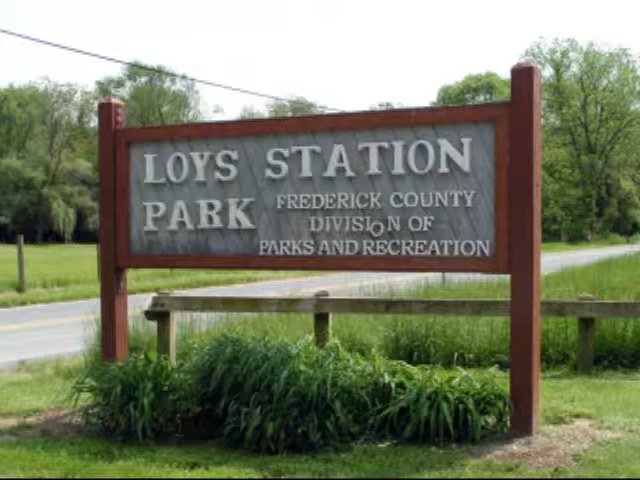 LOYS STATION
PARK
FREDERICK COUNTY
DIVISION OF
PARKS AND RECREATION